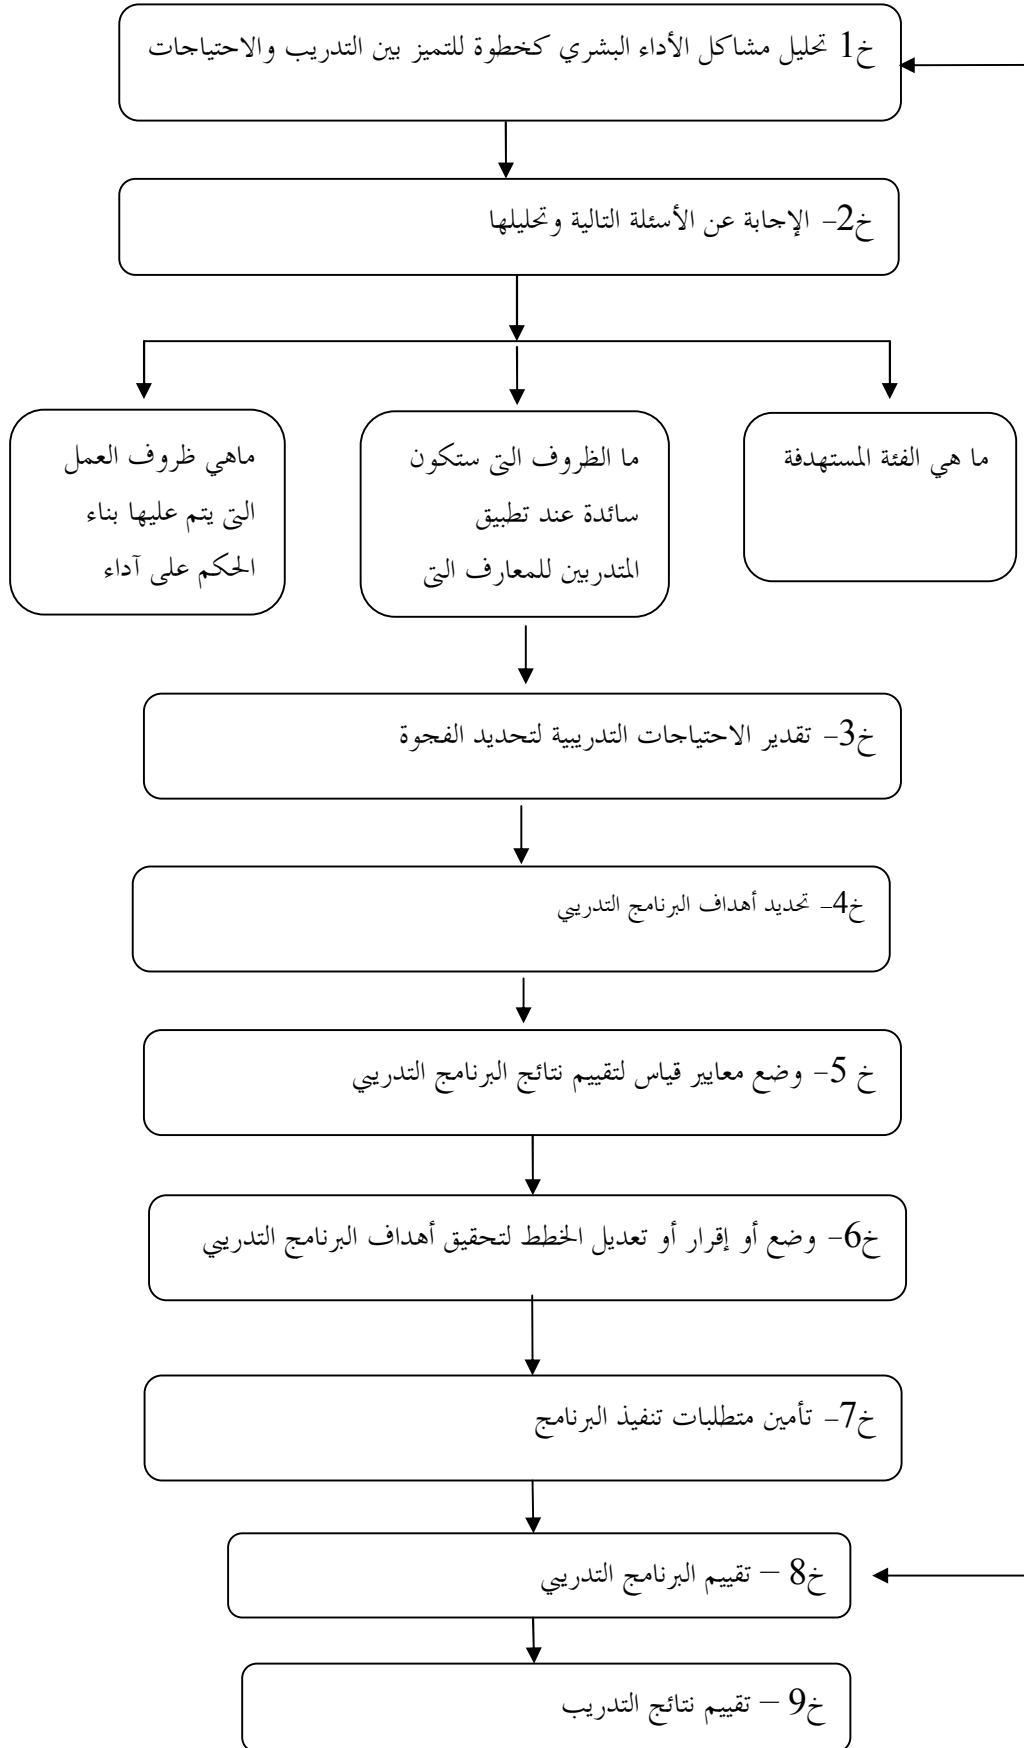 خ1 تحليل مشاكل الأداء البشري كخطوة للتميز بين التدريب والاحتياجات
خ2- الإجابة عن الأسئلة التالية وتحليلها
ما هي الفئة المستهدفة
ما الظروف التي ستكون
سائدة عند تطبيق
المتدربين للمعارف التي
ماهي ظروف العمل
التي يتم عليها بناء
الحكم على آداء
خ3- تقدير الاحتياجات التدريبية لتحديد الفجوة
خ4- تحديد أهداف البرنامج التدريبي
خ 5- وضع معايير قياس لتقييم نتائج البرنامج التدريبي
خ6- وضع أو إقرار أو تعديل الخطط لتحقيق أهداف البرنامج التدريبي
خ7- تأمين متطلبات تنفيذ البرنامج
خ8 – تقييم البرنامج التدريبي
خ9 – تقييم نتائج التدريب